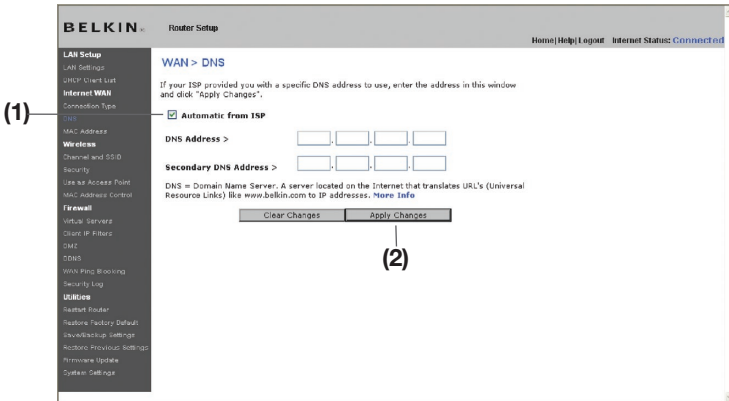 BELKIN®
Router Setup
Home|Help|Logout Internet Status: Connected
LAN Setup
LAN Settings
DHCP Client List
Internet WAN
Connection Type
DNS
MAC Address
Wireless
Channel and SSID
Security
Use as Access Point
MAC Address Control
Firewall
Virtual Servers
Client IP Filters
DMZ
DDNS
WAN Ping Blocking
Security Log
Utilities
Restart Router
Restore Factory Default
Save/Backup Settings
Restore Previous Settings
Firmware Update
System Settings
WAN > DNS
If your ISP provided you with a specific DNS address to use, enter the address in this window
and click "Apply Changes".
(1)
Automatic from ISP
DNS Address >
. . .
Secondary DNS Address >
. . .
DNS = Domain Name Server. A server located on the Internet that translates URL's (Universal
Resource Links) like www.belkin.com to IP addresses. More Info
Clear Changes Apply Changes
(2)